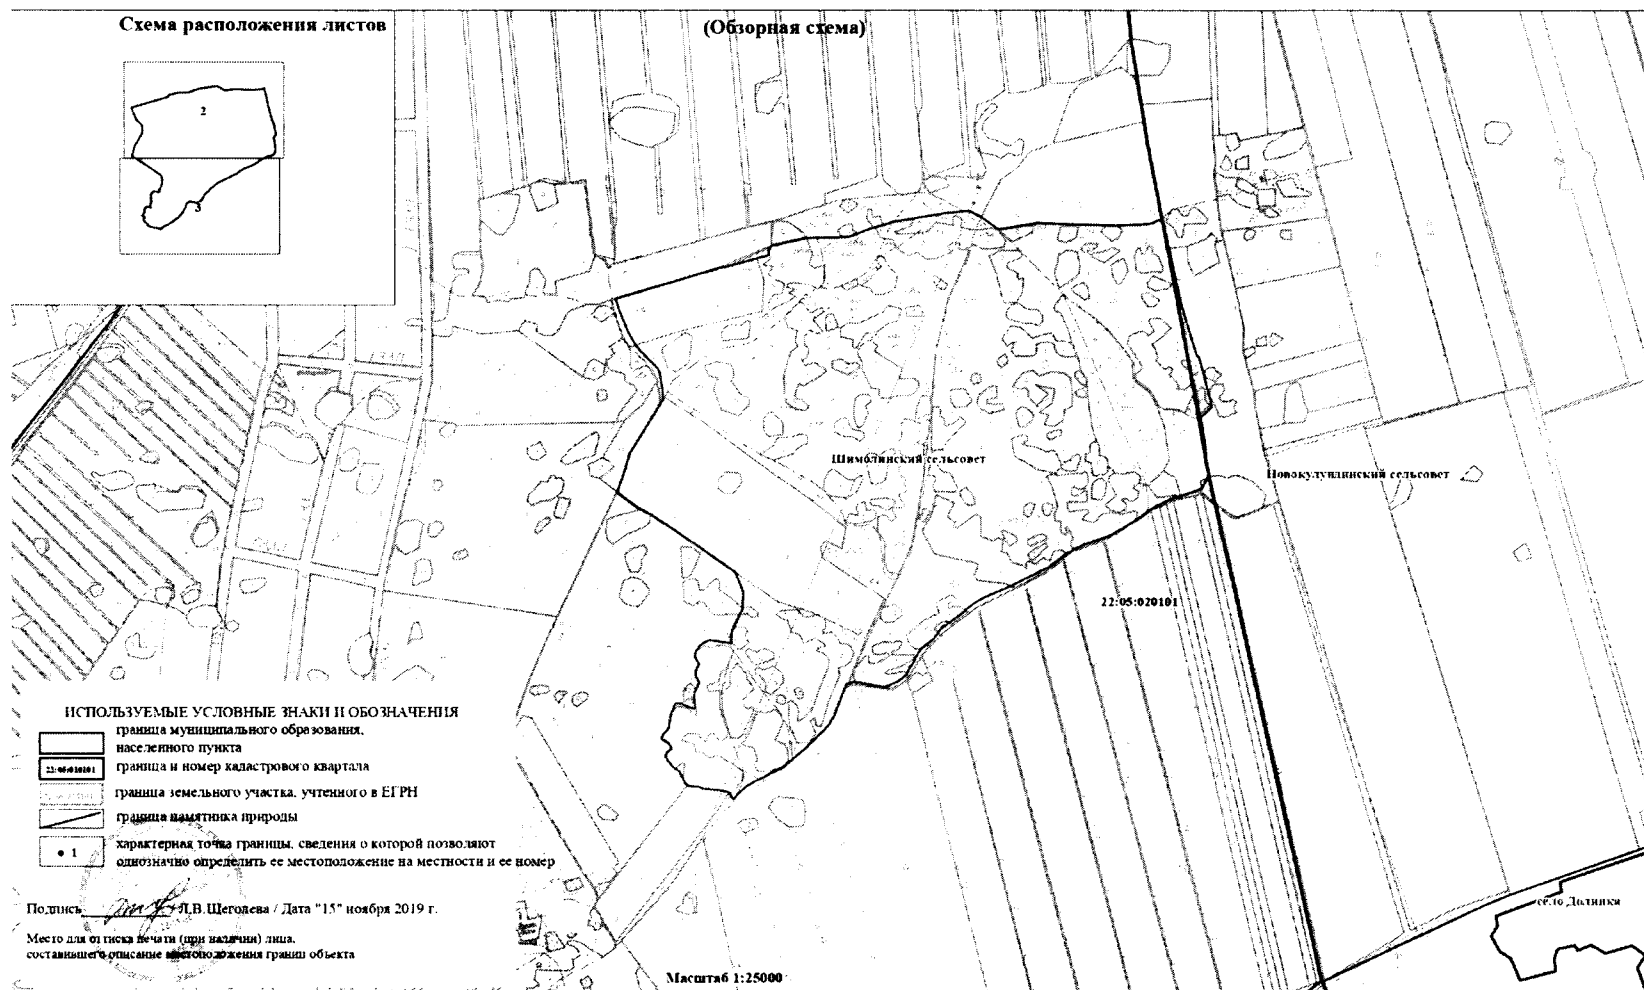 Схема расположения листов
(Обзорная схема)
2
3
Шимолинский сельсовет
Новокулундинский сельсовет
22:05:020101
ИСПОЛЬЗУЕМЫЕ УСЛОВНЫЕ ЗНАКИ И ОБОЗНАЧЕНИЯ
граница муниципального образования,
населенного пункта
22:05:010101
граница и номер кадастрового квартала
граница земельного участка, учтенного в ЕГРН
граница памятника природы
• 1
характерная точка границы, сведения о которой позволяют
однозначно определить ее местоположение на местности и ее номер
Подпись / Л.В.Щеголева / Дата "15" ноября 2019 г.
Место для оттиска печати (при наличии) лица,
составившего описание местоположения границ объекта
Масштаб 1:25000
село Долинка